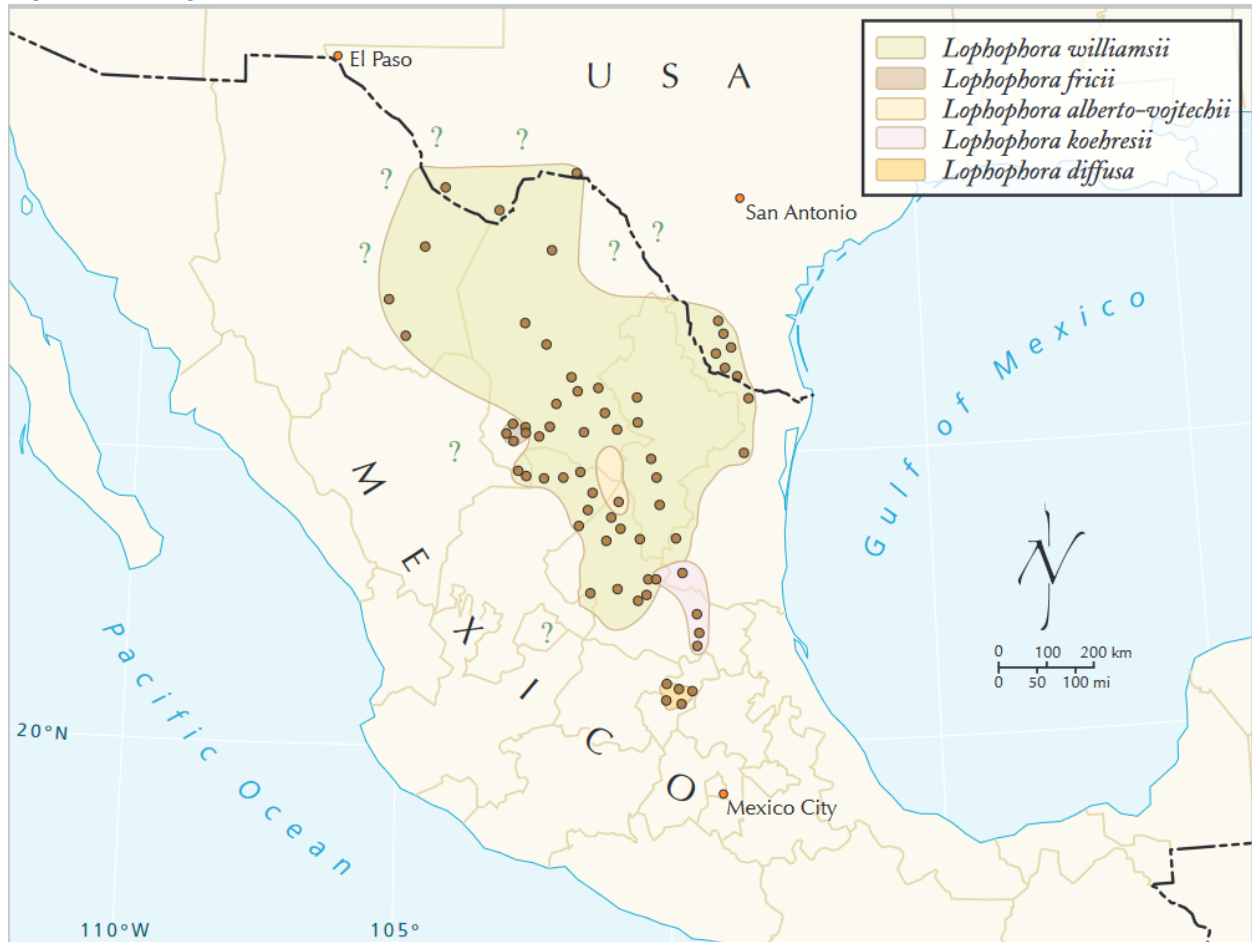 El Paso
U S A
Lophophora williamsii
Lophophora fricii
Lophophora alberto-vojtechii
Lophophora koehresii
Lophophora diffusa
?
?
?
San Antonio
?
?
?
Gulf of Mexico
?
MEXICO
N
?
0 100 200 km
0 50 100 mi
Pacific Ocean
20°N
Mexico City
110°W
105°